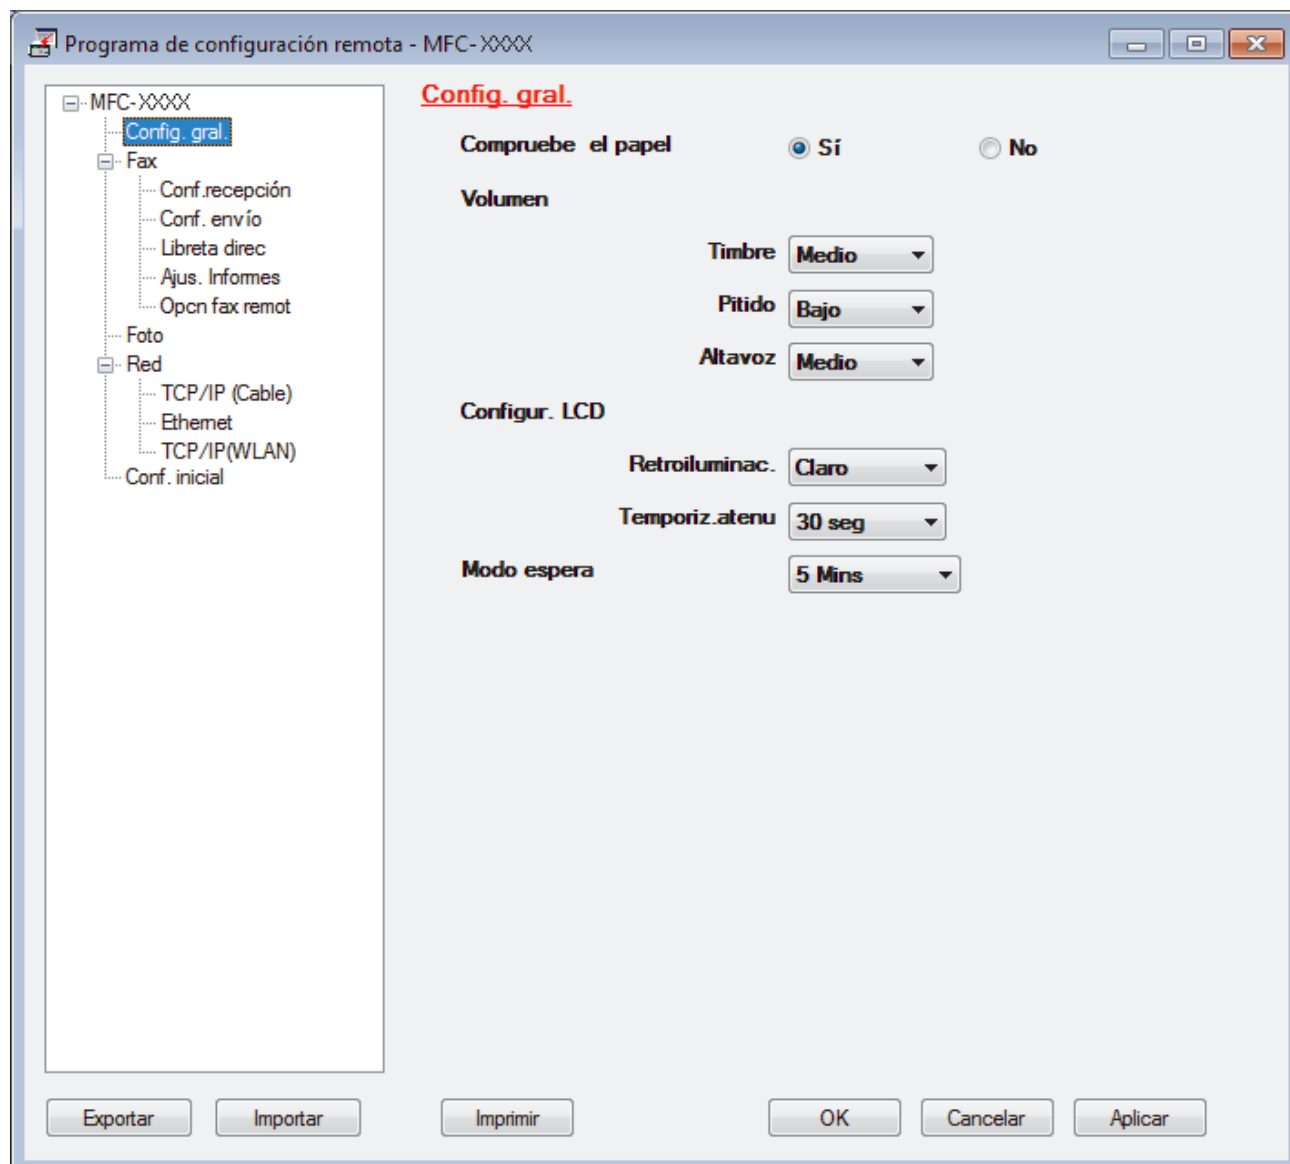 Programa de configuración remota - MFC-XXXX
MFC-XXXX
Config. gral.
Fax
Conf.recepción
Conf. envío
Libreta direc
Ajus. Informes
Opcn fax remot
Foto
Red
TCP/IP (Cable)
Ethernet
TCP/IP(WLAN)
Conf. inicial
Config. gral.
Compruebe el papel Sí No
Volumen
Timbre Medio
Pitido Bajo
Altavoz Medio
Configur. LCD
Retroiluminac. Claro
Temporiz.atenu 30 seg
Modo espera 5 Mins
Exportar Importar Imprimir OK Cancelar Aplicar